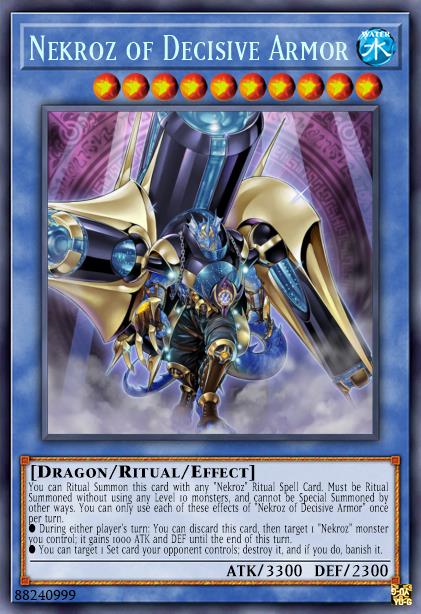 Nekroz of Decisive Armor
WATER
水
[Dragon/Ritual/Effect]
You can Ritual Summon this card with any "Nekroz" Ritual Spell Card. Must be Ritual
Summoned without using any Level 10 monsters, and cannot be Special Summoned by
other ways. You can only use each of these effects of "Nekroz of Decisive Armor" once
per turn.
● During either player's turn: You can discard this card, then target 1 "Nekroz" monster
you control; it gains 1000 ATK and DEF until the end of this turn.
● You can target 1 Set card your opponent controls; destroy it, and if you do, banish it.
ATK/3300 DEF/2300
88240999